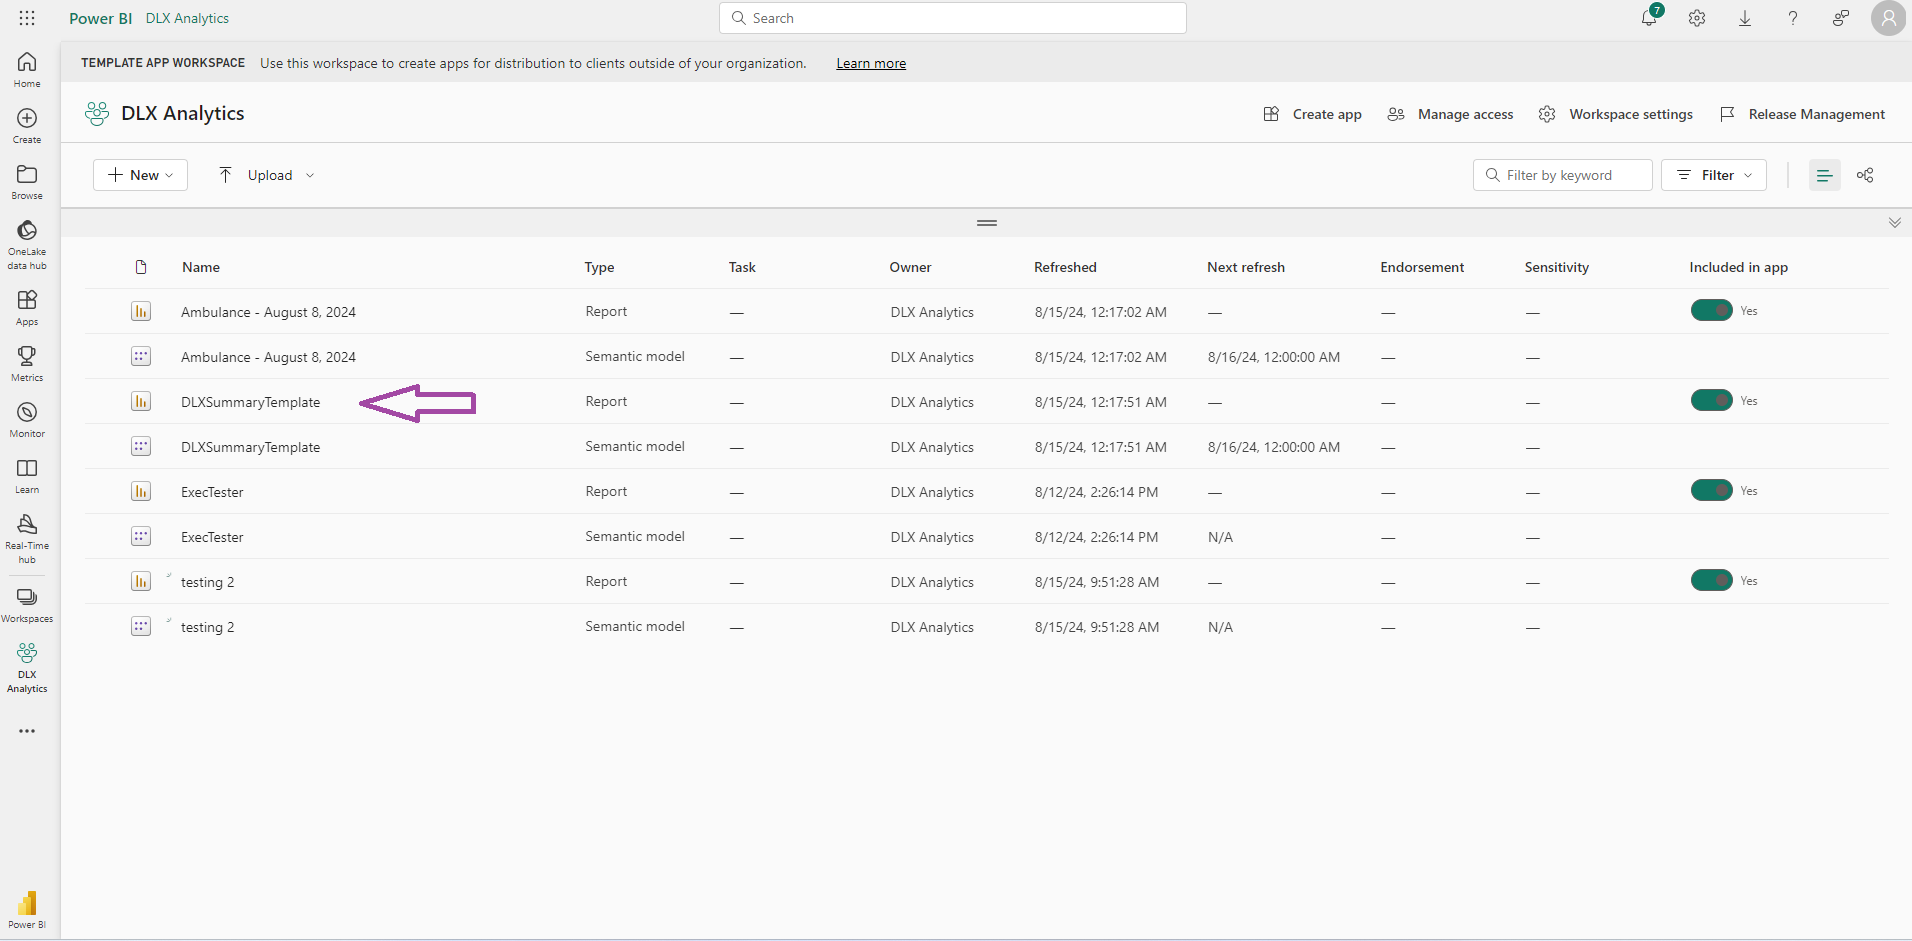 Power BI DLX Analytics
Search
7
TEMPLATE APP WORKSPACE Use this workspace to create apps for distribution to clients outside of your organization. Learn more
Home
Create
Browse
OneLake
data hub
Apps
Metrics
Monitor
Learn
Real-Time
hub
Workspaces
DLX
Analytics
Power BI
DLX Analytics
Create app Manage access Workspace settings Release Management
New Upload Filter by keyword Filter
Name Type Task Owner Refreshed Next refresh Endorsement Sensitivity Included in app
Ambulance - August 8, 2024 Report — DLX Analytics 8/15/24, 12:17:02 AM — — — Yes
Ambulance - August 8, 2024 Semantic model — DLX Analytics 8/15/24, 12:17:02 AM 8/16/24, 12:00:00 AM — —
DLXSummaryTemplate Report — DLX Analytics 8/15/24, 12:17:51 AM — — — Yes
DLXSummaryTemplate Semantic model — DLX Analytics 8/15/24, 12:17:51 AM 8/16/24, 12:00:00 AM — —
ExecTester Report — DLX Analytics 8/12/24, 2:26:14 PM — — — Yes
ExecTester Semantic model — DLX Analytics 8/12/24, 2:26:14 PM N/A — —
testing 2 Report — DLX Analytics 8/15/24, 9:51:28 AM — — — Yes
testing 2 Semantic model — DLX Analytics 8/15/24, 9:51:28 AM N/A — —